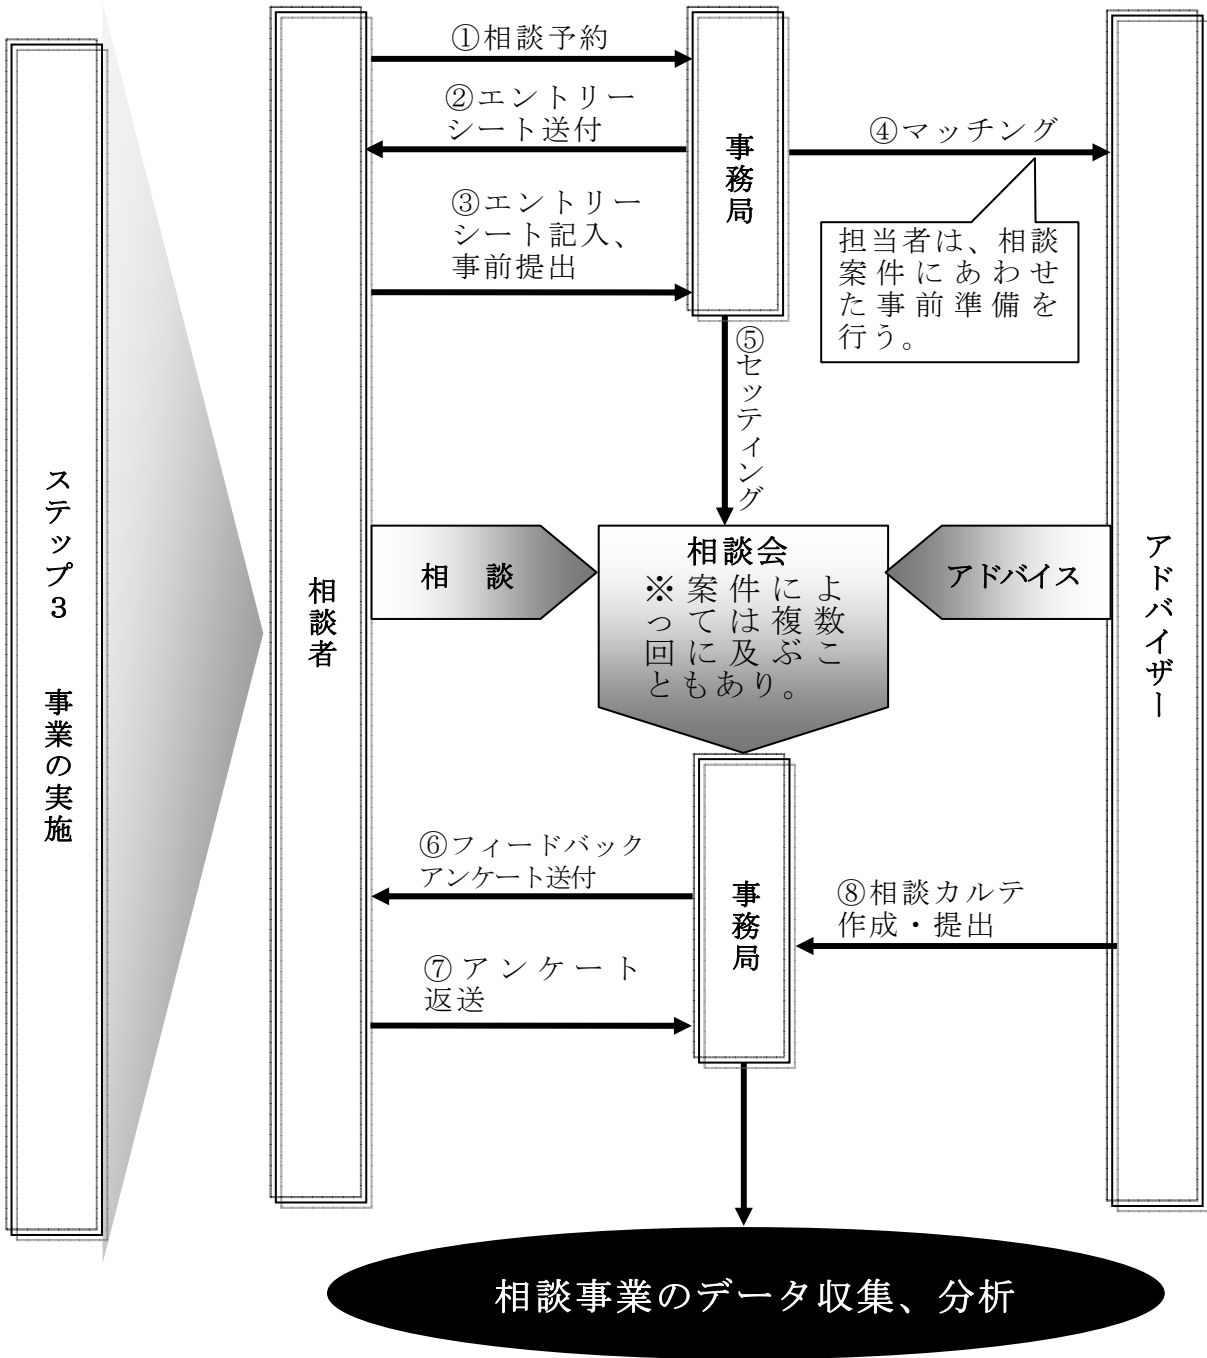 ステップ3　事業の実施
相談者
①相談予約
②エントリー
シート送付
③エントリー
シート記入、
事前提出
事務局
④マッチング
担当者は、相談
案件にあわせ
た事前準備を
行う。
⑤セッティング
相　談
相談会
※案件によ
っては複数
回に及ぶこ
ともあり。
アドバイス
アドバイザー
⑥フィードバック
アンケート送付
⑦アンケート
返送
事務局
⑧相談カルテ
作成・提出
相談事業のデータ収集、分析